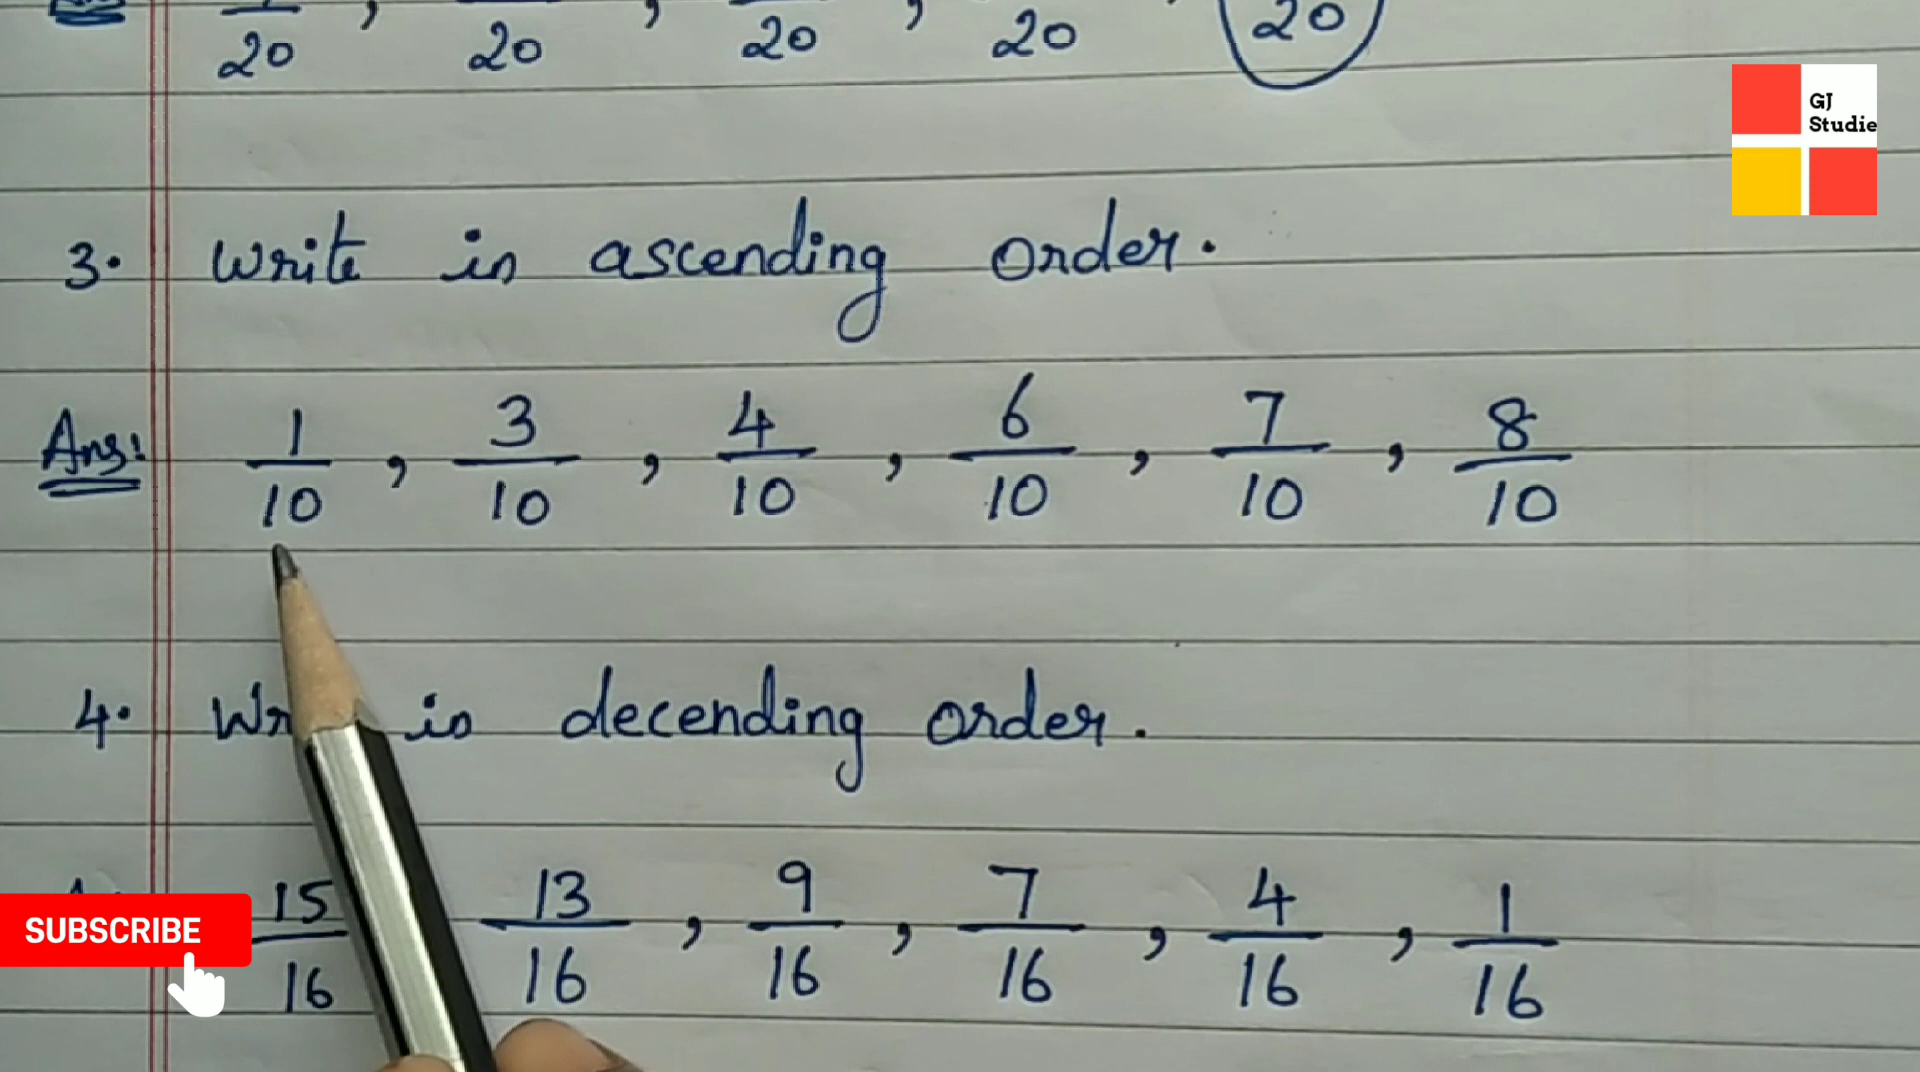 20 , 20 , 20 , 20 20
GJ
Studie
3. Write in ascending order.
Ans: 1/10 , 3/10 , 4/10 , 6/10 , 7/10 , 8/10
4. in decending order.
15/16 13/16 , 9/16 , 7/16 , 4/16 , 1/16
SUBSCRIBE